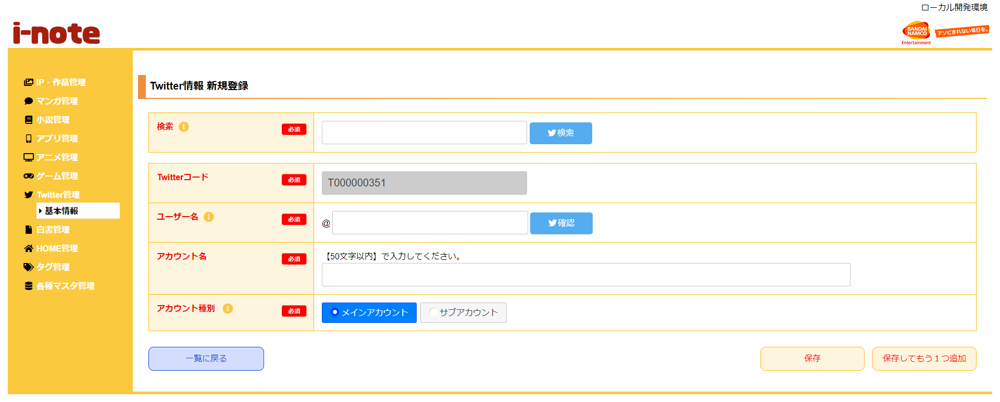 ローカル開発環境
i-note
BANDAI
NAMCO
Entertainment
アソビきれない毎日を。
IP・作品管理
マンガ管理
小説管理
アプリ管理
アニメ管理
ゲーム管理
Twitter管理
基本情報
白書管理
HOME管理
タグ管理
各種マスタ管理
Twitter情報 新規登録
検索 必須 検索
Twitterコード 必須 T000000351
ユーザー名 必須 @ 確認
アカウント名 必須 【50文字以内】で入力してください。
アカウント種別 必須 メインアカウント サブアカウント
一覧に戻る 保存 保存してもう１つ追加